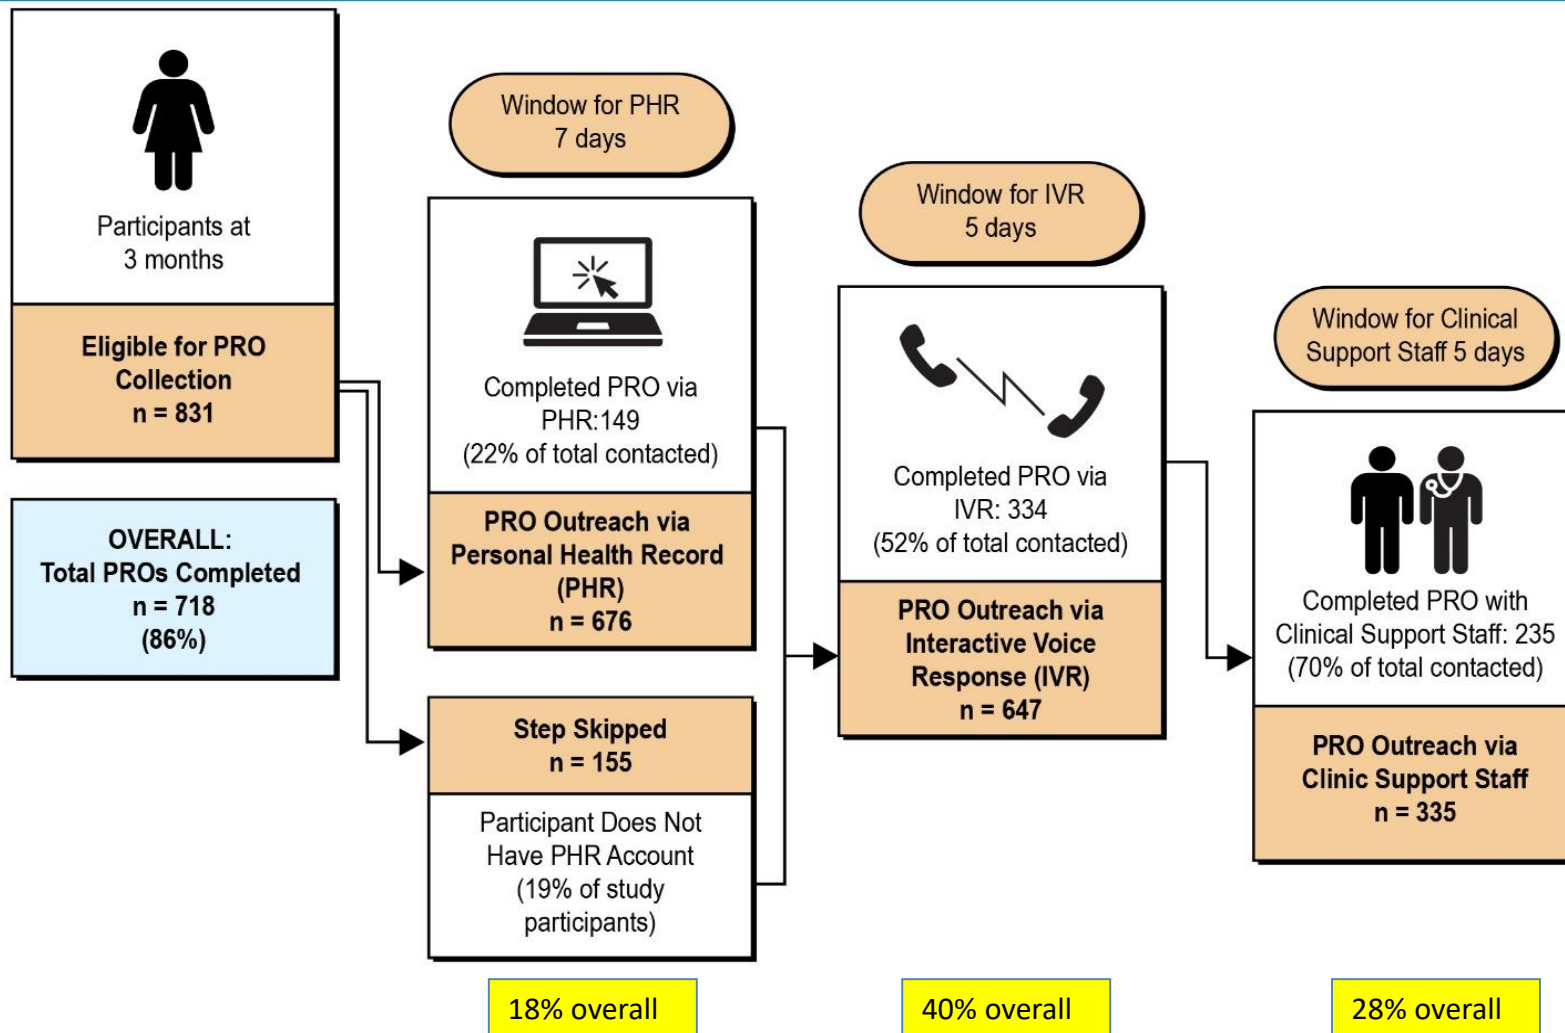 Participants at
3 months
Eligible for PRO
Collection
n = 831
OVERALL:
Total PROs Completed
n = 718
(86%)
Window for PHR
7 days
Completed PRO via
PHR:149
(22% of total contacted)
PRO Outreach via
Personal Health Record
(PHR)
n = 676
Step Skipped
n = 155
Participant Does Not
Have PHR Account
(19% of study
participants)
18% overall
Window for IVR
5 days
Completed PRO via
IVR: 334
(52% of total contacted)
PRO Outreach via
Interactive Voice
Response (IVR)
n = 647
40% overall
Window for Clinical
Support Staff 5 days
Completed PRO with
Clinical Support Staff: 235
(70% of total contacted)
PRO Outreach via
Clinic Support Staff
n = 335
28% overall